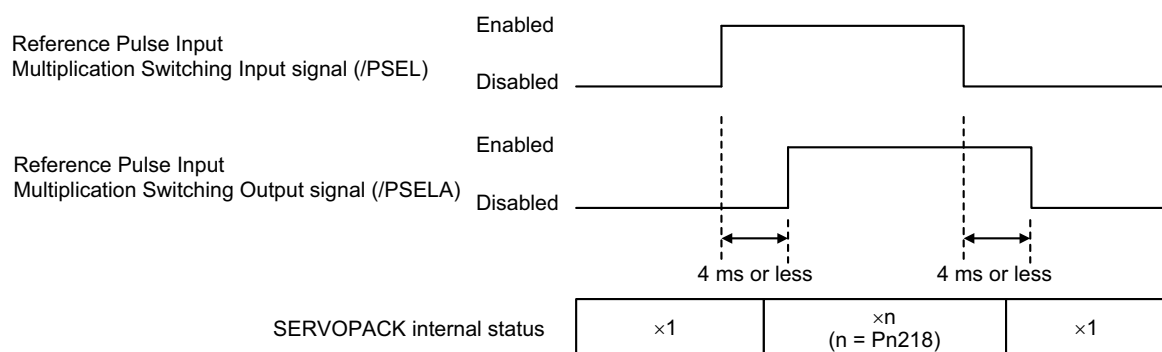 Reference Pulse Input
Multiplication Switching Input signal (/PSEL)
Enabled
Disabled
Reference Pulse Input
Multiplication Switching Output signal (/PSELA)
Enabled
Disabled
4 ms or less
4 ms or less
SERVOPACK internal status
×1
×n
(n = Pn218)
×1